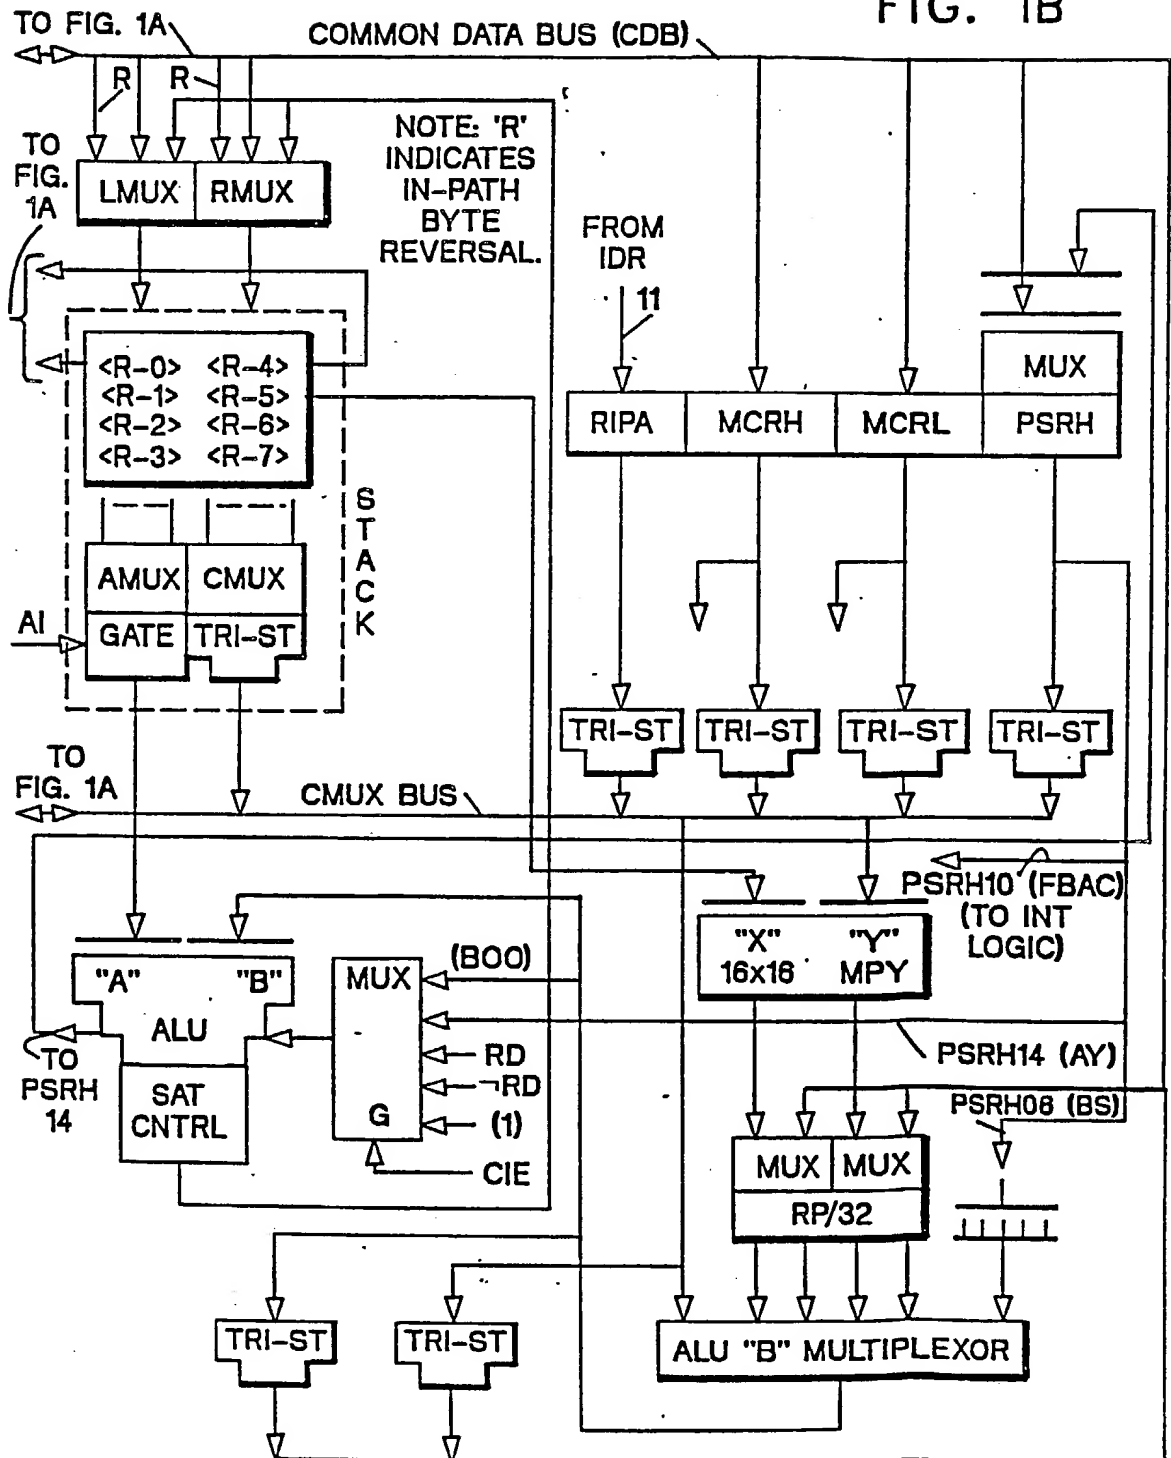 FIG. 1B
TO FIG. 1A
COMMON DATA BUS (CDB)
R
R
NOTE: 'R'
INDICATES
IN-PATH
BYTE
REVERSAL.
TO
FIG.
1A
LMUX
RMUX
FROM
IDR
11
<R-0> <R-4>
<R-1> <R-5>
<R-2> <R-6>
<R-3> <R-7>
MUX
RIPA
MCRH
MCRL
PSRH
STACK
AMUX
CMUX
AI
GATE
TRI-ST
TRI-ST
TRI-ST
TRI-ST
TRI-ST
TO
FIG. 1A
CMUX BUS
PSRH10 (FBAC)
(TO INT
LOGIC)
"X" "Y"
16x16 MPY
"A" "B"
ALU
SAT
CNTRL
TO
PSRH
14
MUX
G
(B00)
RD
¬RD
(1)
CIE
PSRH14 (AY)
PSRH08 (BS)
MUX
MUX
RP/32
TRI-ST
TRI-ST
ALU "B" MULTIPLEXOR